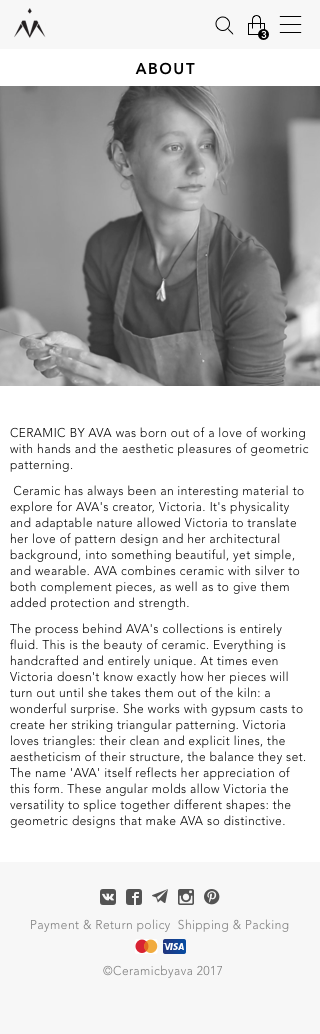 3
ABOUT
CERAMIC BY AVA was born out of a love of working
with hands and the aesthetic pleasures of geometric
patterning.
Ceramic has always been an interesting material to
explore for AVA's creator, Victoria. It's physicality
and adaptable nature allowed Victoria to translate
her love of pattern design and her architectural
background, into something beautiful, yet simple,
and wearable. AVA combines ceramic with silver to
both complement pieces, as well as to give them
added protection and strength.
The process behind AVA's collections is entirely
fluid. This is the beauty of ceramic. Everything is
handcrafted and entirely unique. At times even
Victoria doesn't know exactly how her pieces will
turn out until she takes them out of the kiln: a
wonderful surprise. She works with gypsum casts to
create her striking triangular patterning. Victoria
loves triangles: their clean and explicit lines, the
aestheticism of their structure, the balance they set.
The name 'AVA' itself reflects her appreciation of
this form. These angular molds allow Victoria the
versatility to splice together different shapes: the
geometric designs that make AVA so distinctive.
Payment & Return policy Shipping & Packing
VISA
©Ceramicbyava 2017